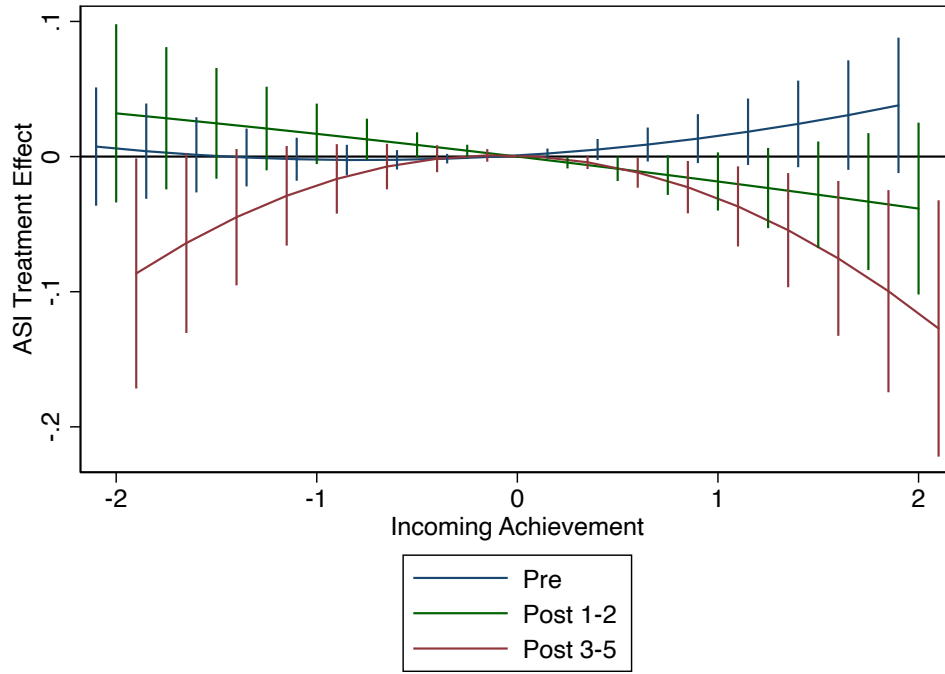 .1
0
-.1
-.2
ASI Treatment Effect
-2
-1
0
1
2
Incoming Achievement
Pre
Post 1-2
Post 3-5